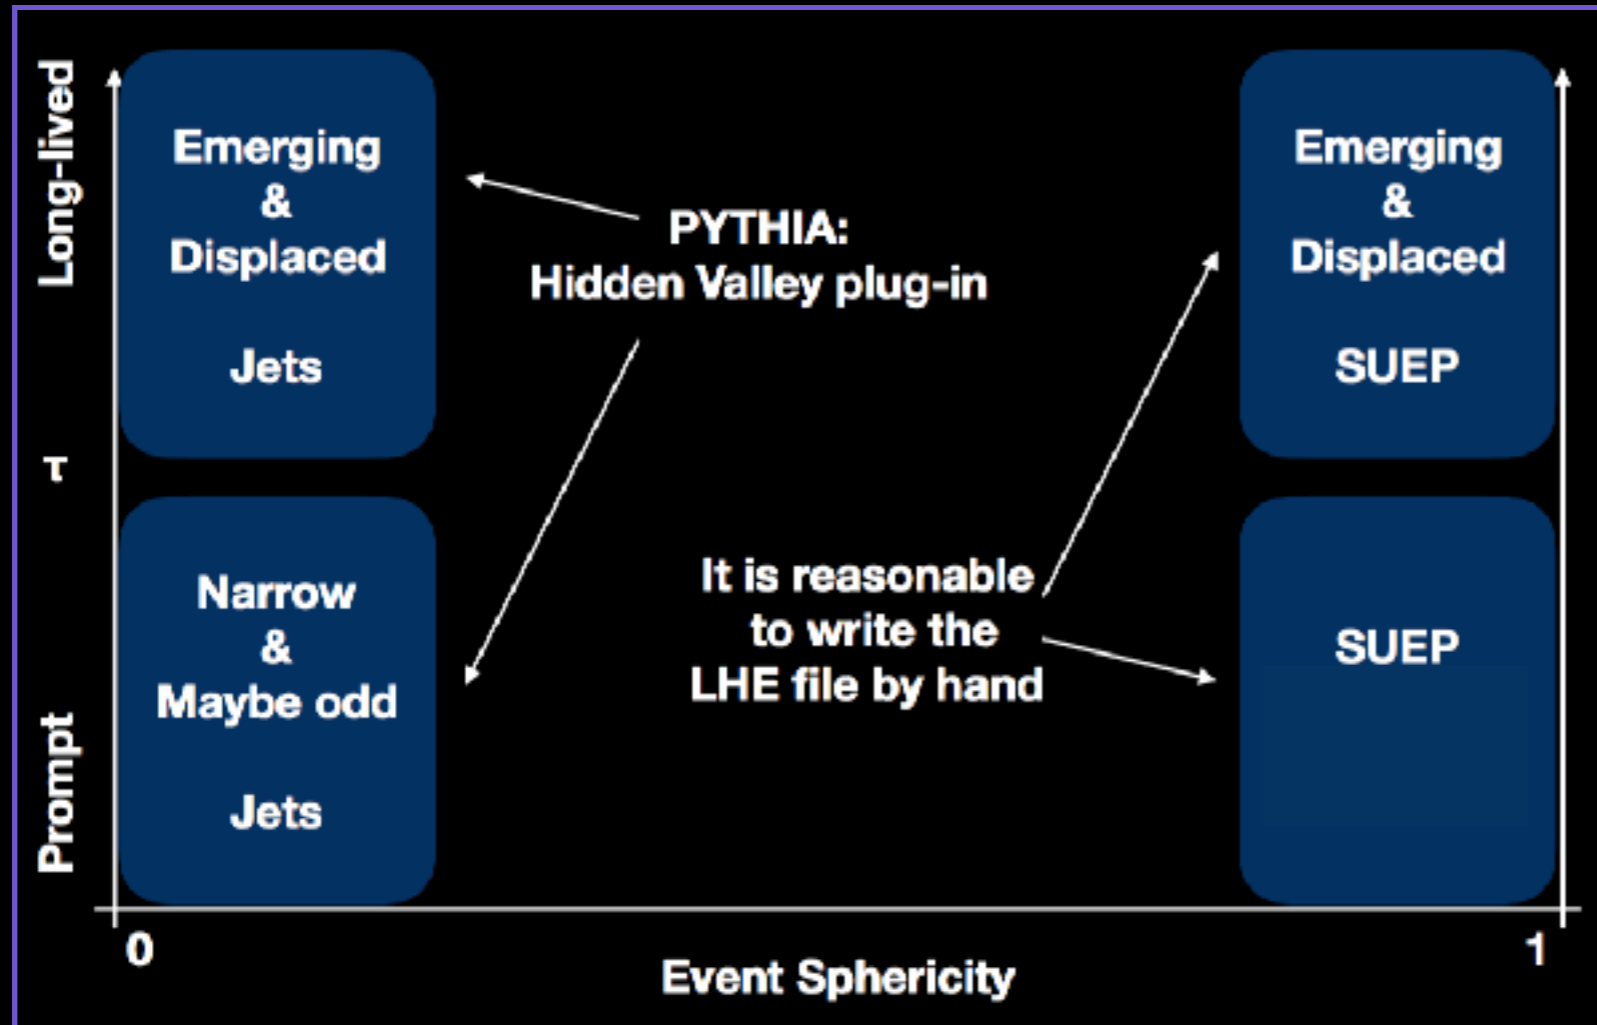 Long-lived
τ
Prompt
Emerging
&
Displaced
Jets
Narrow
&
Maybe odd
Jets
PYTHIA:
Hidden Valley plug-in
It is reasonable
to write the
LHE file by hand
Emerging
&
Displaced
SUEP
SUEP
0
1
Event Sphericity